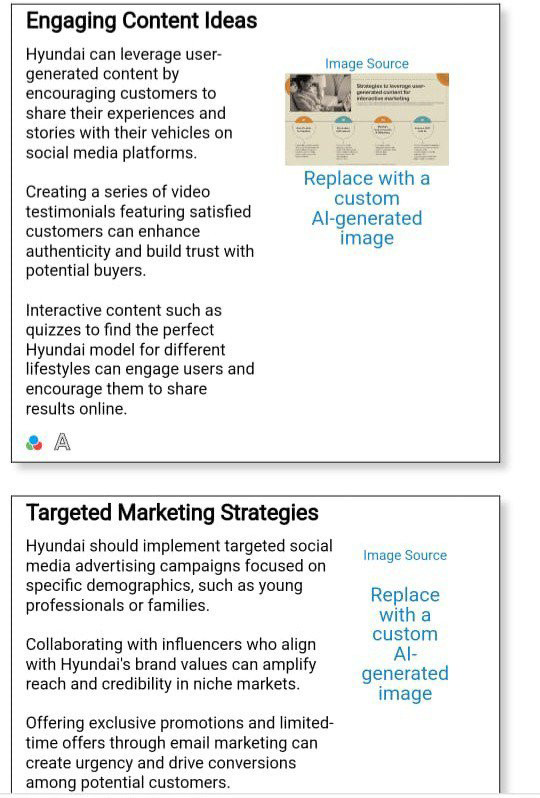 Engaging Content Ideas
Hyundai can leverage user-
generated content by
encouraging customers to
share their experiences and
stories with their vehicles on
social media platforms.
Creating a series of video
testimonials featuring satisfied
customers can enhance
authenticity and build trust with
potential buyers.
Interactive content such as
quizzes to find the perfect
Hyundai model for different
lifestyles can engage users and
encourage them to share
results online.
Image Source
Strategies to leverage user-
generated content for
interactive marketing
Replace with a
custom
AI-generated
image
A
Targeted Marketing Strategies
Hyundai should implement targeted social
media advertising campaigns focused on
specific demographics, such as young
professionals or families.
Collaborating with influencers who align
with Hyundai's brand values can amplify
reach and credibility in niche markets.
Offering exclusive promotions and limited-
time offers through email marketing can
create urgency and drive conversions
among potential customers.
Image Source
Replace
with a
custom
AI-
generated
image